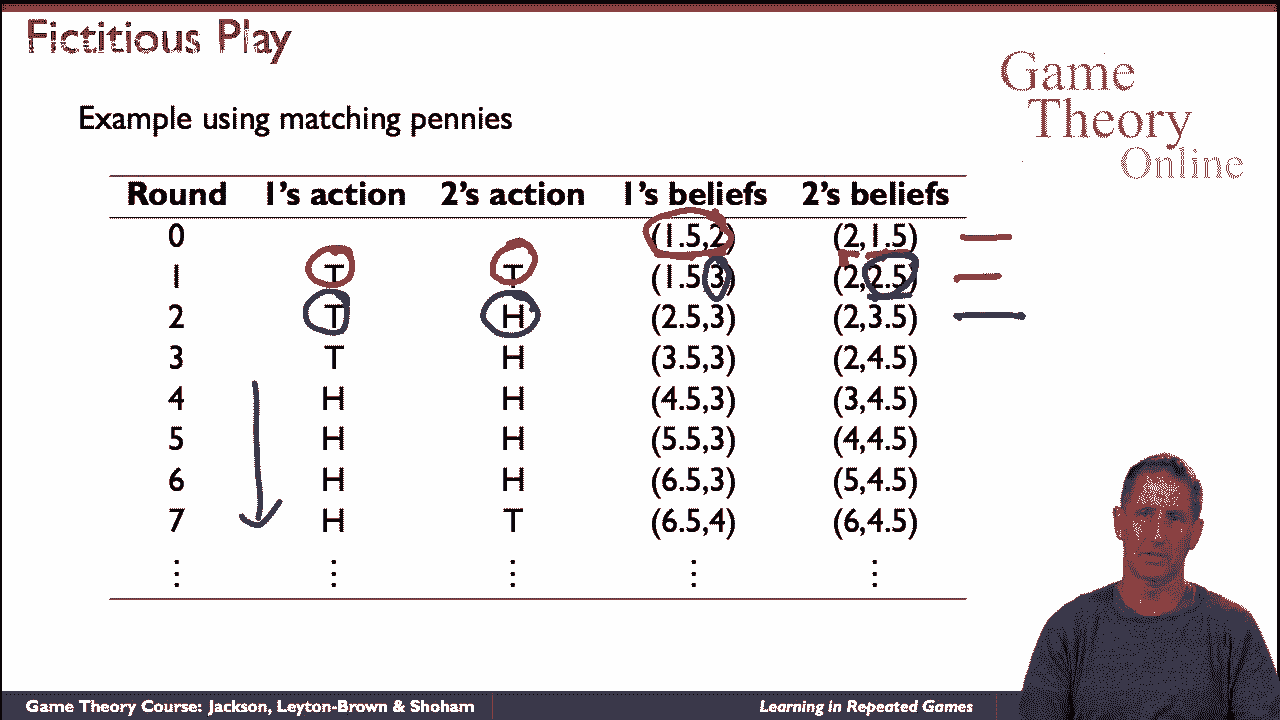 Fictitious Play
Game
Theory
Online
Example using matching pennies
Round 1's action 2's action 1's beliefs 2's beliefs
0 (1.5,2) (2,1.5)
1 T T (1.5,3) (2,2.5)
2 T H (2.5,3) (2,3.5)
3 T H (3.5,3) (2,4.5)
4 H H (4.5,3) (3,4.5)
5 H H (5.5,3) (4,4.5)
6 H H (6.5,3) (5,4.5)
7 H T (6.5,4) (6,4.5)
⋮ ⋮ ⋮ ⋮ ⋮
Game Theory Course: Jackson, Leyton-Brown & Shoham Learning in Repeated Games